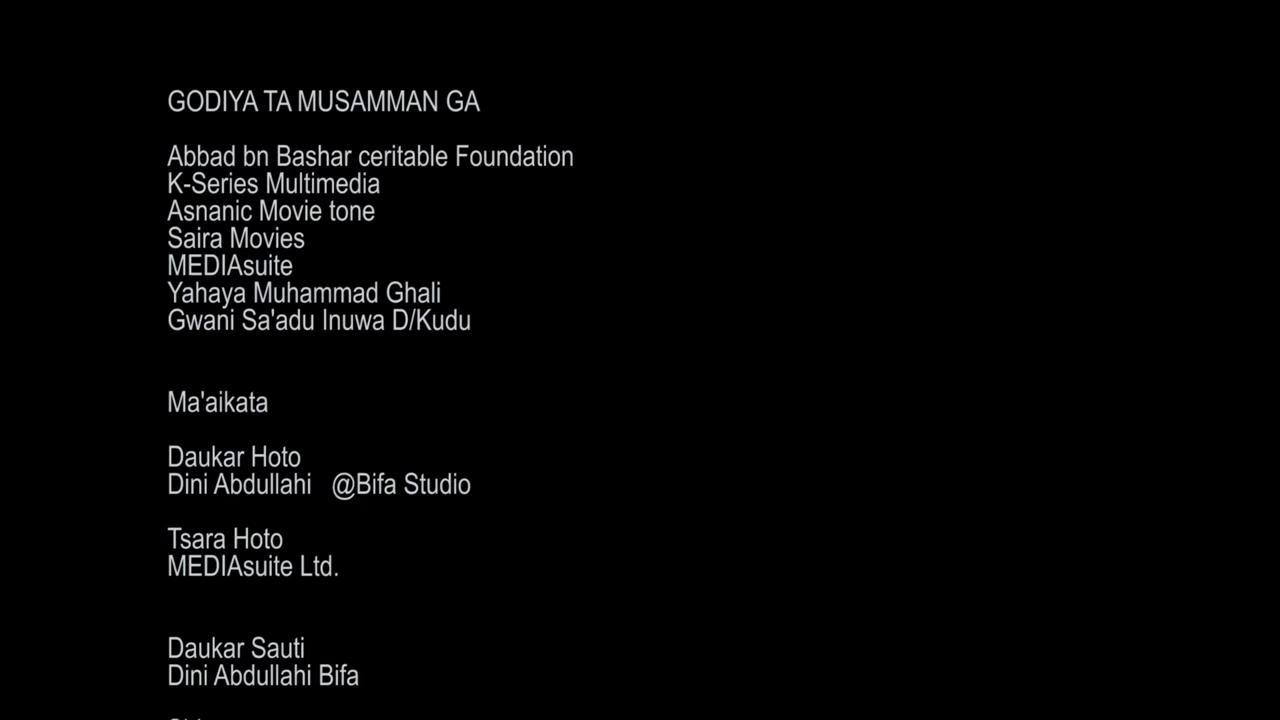 GODIYA TA MUSAMMAN GA
Abbad bn Bashar ceritable Foundation
K-Series Multimedia
Asnanic Movie tone
Saira Movies
MEDIAsuite
Yahaya Muhammad Ghali
Gwani Sa'adu Inuwa D/Kudu
Ma'aikata
Daukar Hoto
Dini Abdullahi @Bifa Studio
Tsara Hoto
MEDIAsuite Ltd.
Daukar Sauti
Dini Abdullahi Bifa